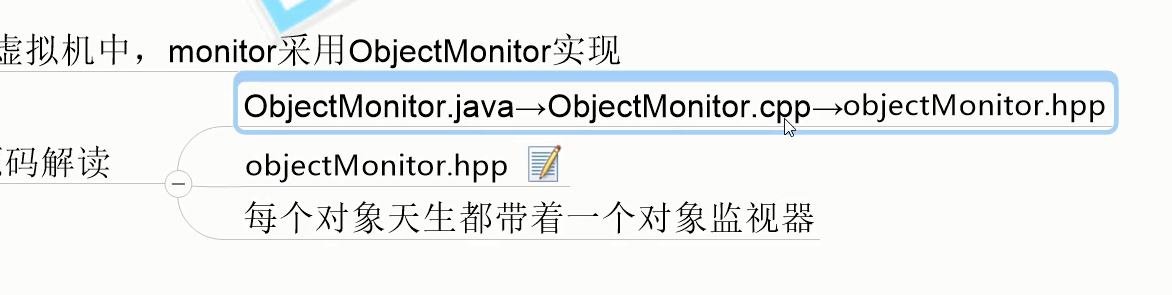 虚拟机中，monitor采用ObjectMonitor实现
ObjectMonitor.java→ObjectMonitor.cpp→objectMonitor.hpp
码解读
objectMonitor.hpp
每个对象天生都带着一个对象监视器